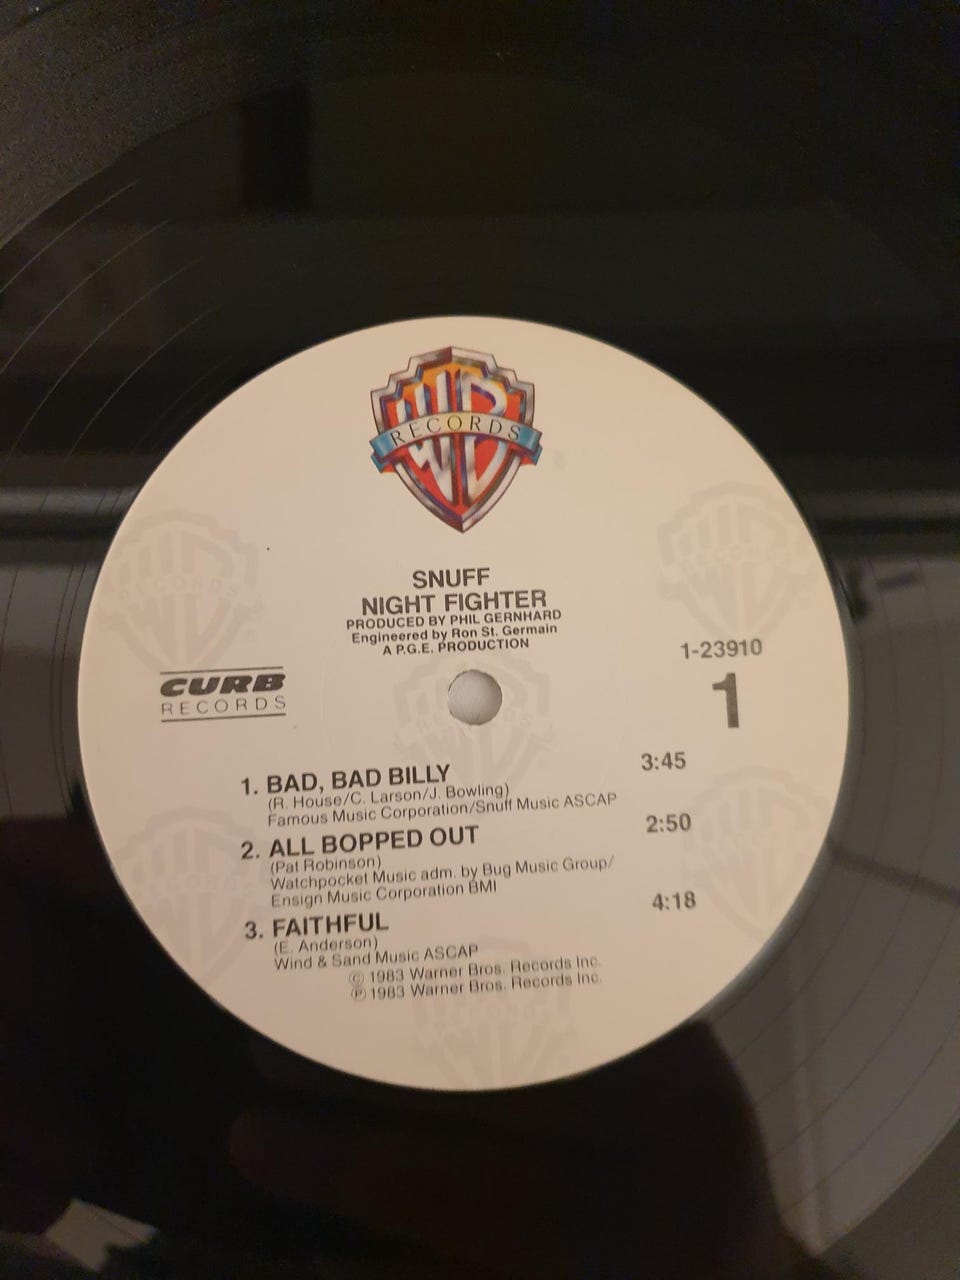 WB
RECORDS
SNUFF
NIGHT FIGHTER
PRODUCED BY PHIL GERNHARD
Engineered by Ron St. Germain
A P.G.E. PRODUCTION
CURB
RECORDS
1-23910
1
1. BAD, BAD BILLY 3:45
(R. House/C. Larson/J. Bowling)
Famous Music Corporation/Snuff Music ASCAP
2. ALL BOPPED OUT 2:50
(Pat Robinson)
Watchpocket Music adm. by Bug Music Group/
Ensign Music Corporation BMI
3. FAITHFUL 4:18
(E. Anderson)
Wind & Sand Music ASCAP
© 1983 Warner Bros. Records Inc.
℗ 1983 Warner Bros. Records Inc.